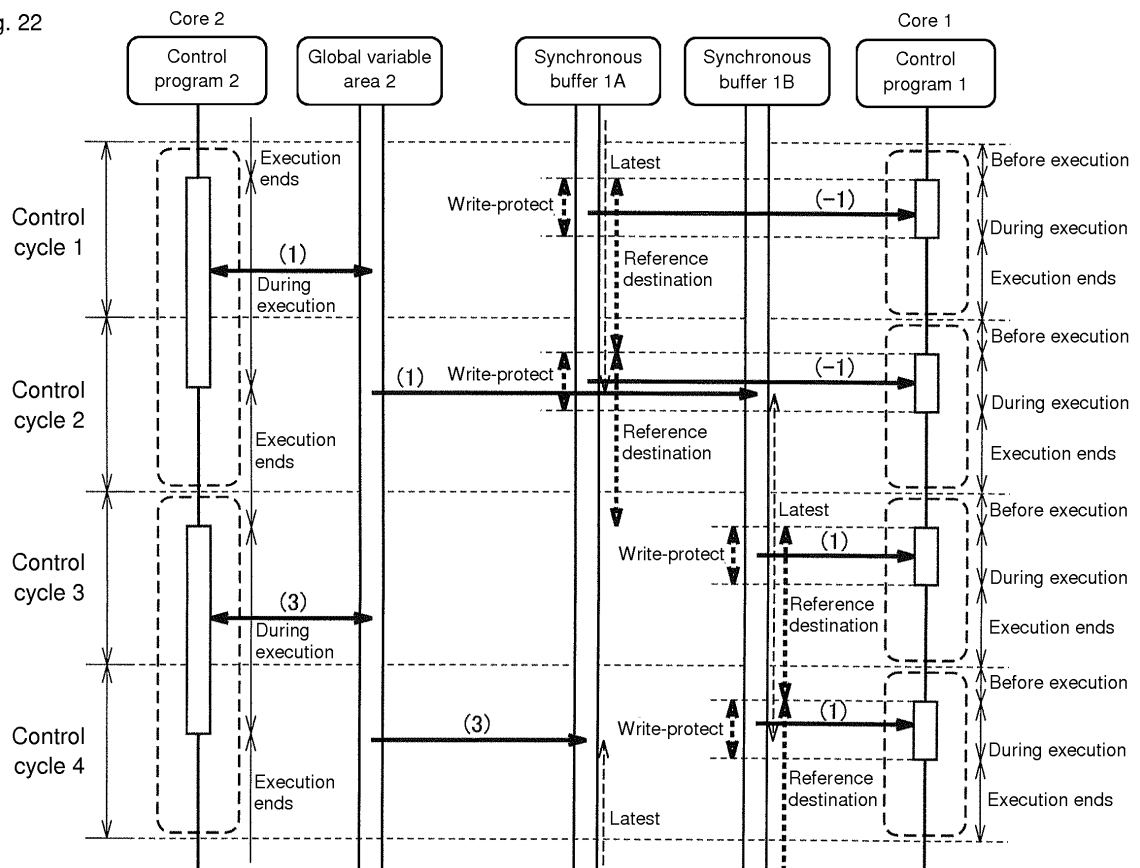 g. 22
Core 2
Core 1
Control
program 2
Global variable
area 2
Synchronous
buffer 1A
Synchronous
buffer 1B
Control
program 1
Control
cycle 1
Execution
ends
(1)
During
execution
Latest
Write-protect
(-1)
Reference
destination
Before execution
During execution
Execution ends
Control
cycle 2
(1)
Execution
ends
Write-protect
(-1)
Reference
destination
Before execution
During execution
Execution ends
Control
cycle 3
(3)
During
execution
Latest
Write-protect
(1)
Reference
destination
Before execution
During execution
Execution ends
Control
cycle 4
(3)
Execution
ends
Latest
Write-protect
(1)
Reference
destination
Before execution
During execution
Execution ends